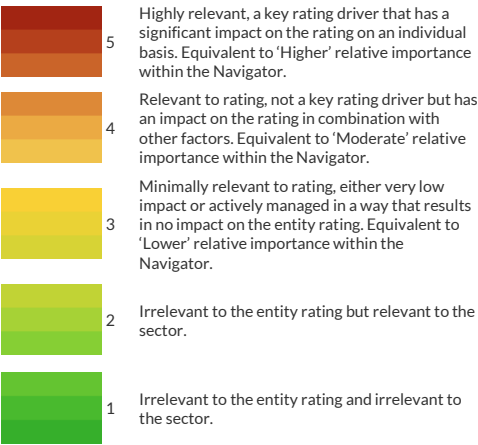 Highly relevant, a key rating driver that has a
significant impact on the rating on an individual
5
basis. Equivalent to ‘Higher’ relative importance
within the Navigator.
Relevant to rating, not a key rating driver but has
an impact on the rating in combination with
4
other factors. Equivalent to ‘Moderate’ relative
importance within the Navigator.
Minimally relevant to rating, either very low
impact or actively managed in a way that results
3
in no impact on the entity rating. Equivalent to
‘Lower’ relative importance within the
Navigator.
2
Irrelevant to the entity rating but relevant to the
sector.
1
Irrelevant to the entity rating and irrelevant to
the sector.